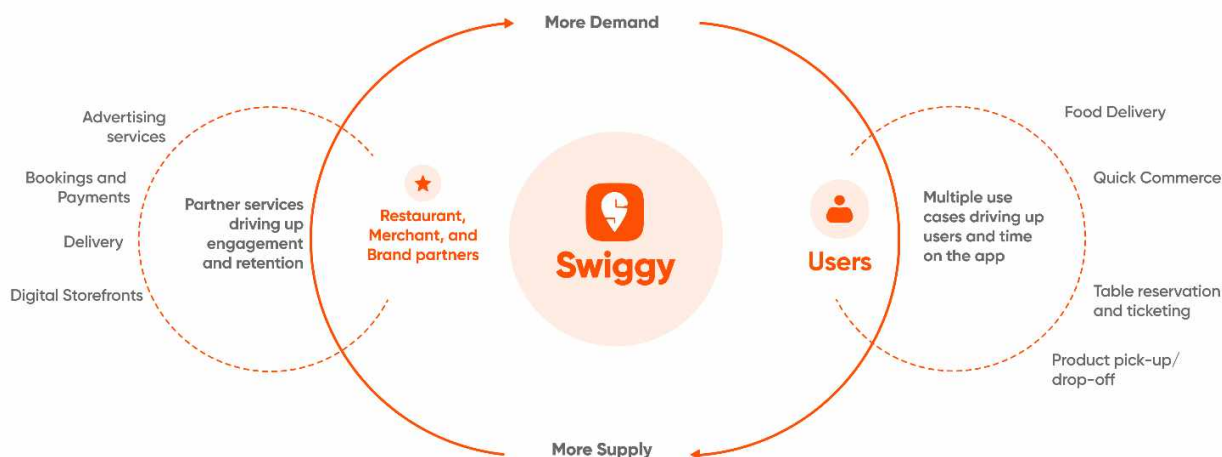 More Demand
Advertising
services
Bookings and
Payments
Delivery
Digital Storefronts
Partner services
driving up
engagement
and retention
Restaurant,
Merchant, and
Brand partners
Swiggy
Users
Multiple use
cases driving up
users and time
on the app
Food Delivery
Quick Commerce
Table reservation
and ticketing
Product pick-up/
drop-off
More Supply